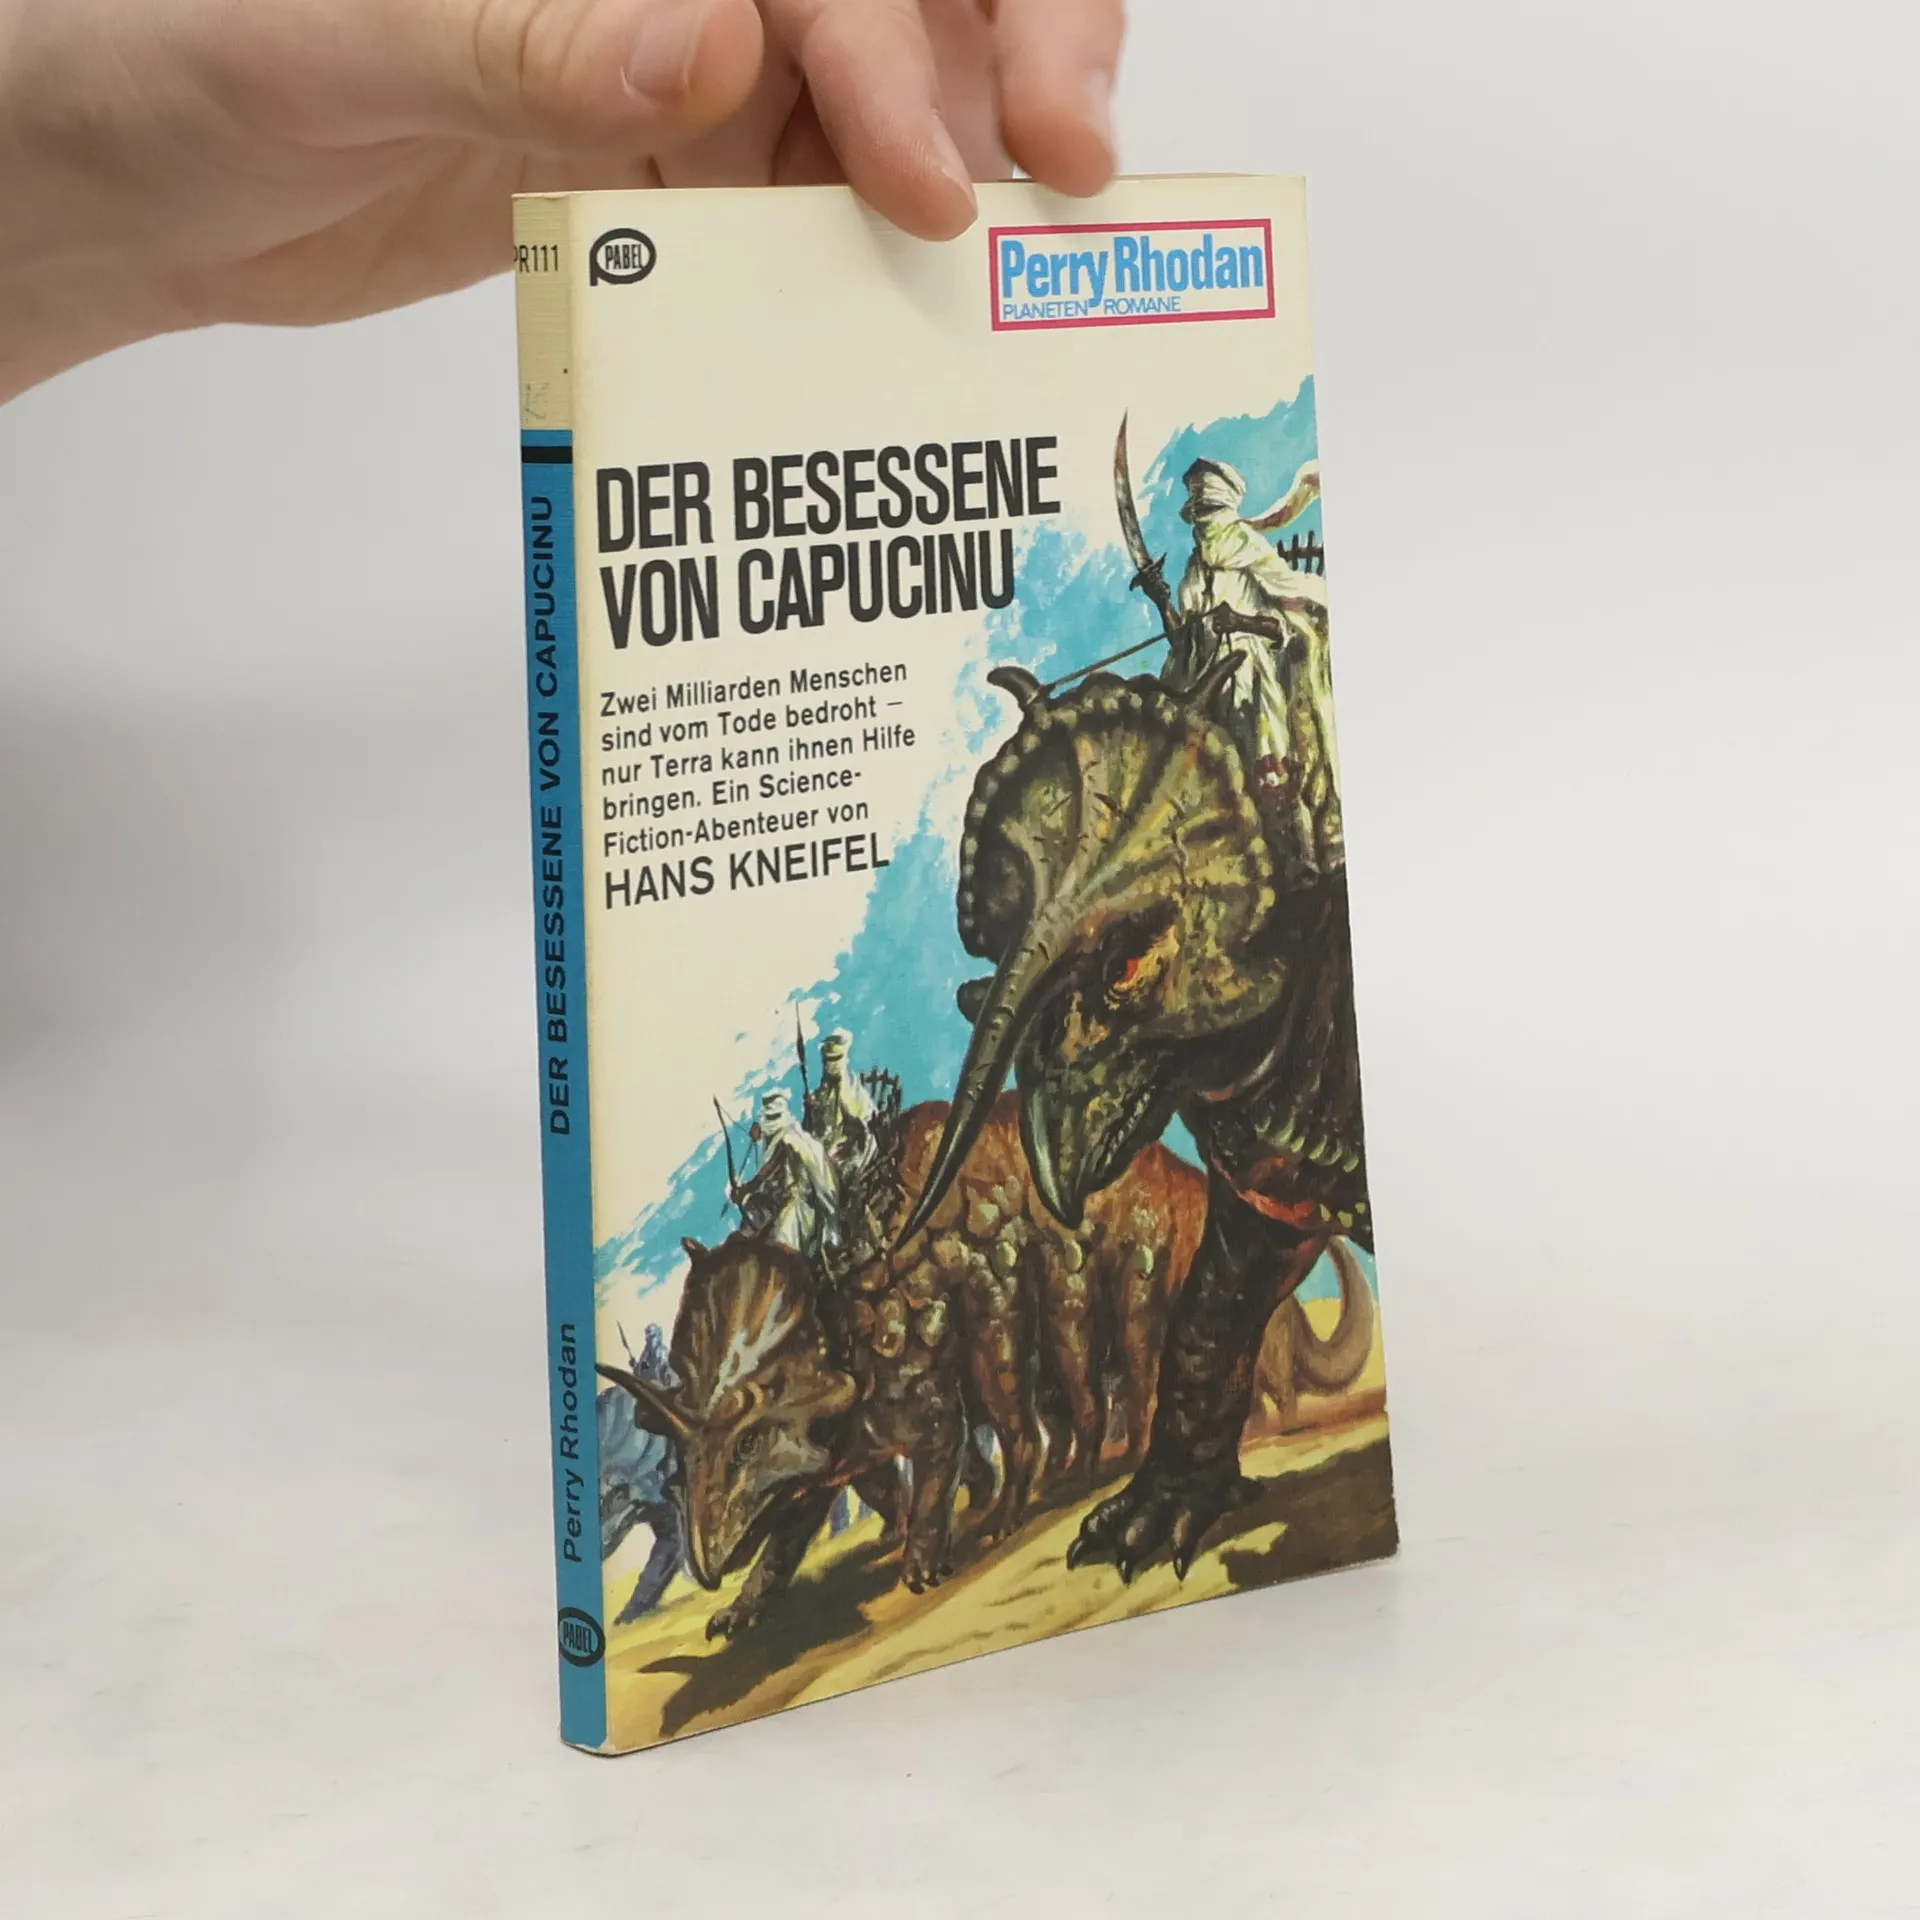 PR111
PABEL
Perry Rhodan
PLANETEN ROMANE
DER BESESSENE
VON CAPUCINU
Zwei Milliarden Menschen
sind vom Tode bedroht –
nur Terra kann ihnen Hilfe
bringen. Ein Science-
Fiction-Abenteuer von
HANS KNEIFEL
DER BESESSENE VON CAPUCINU
Perry Rhodan
PABEL